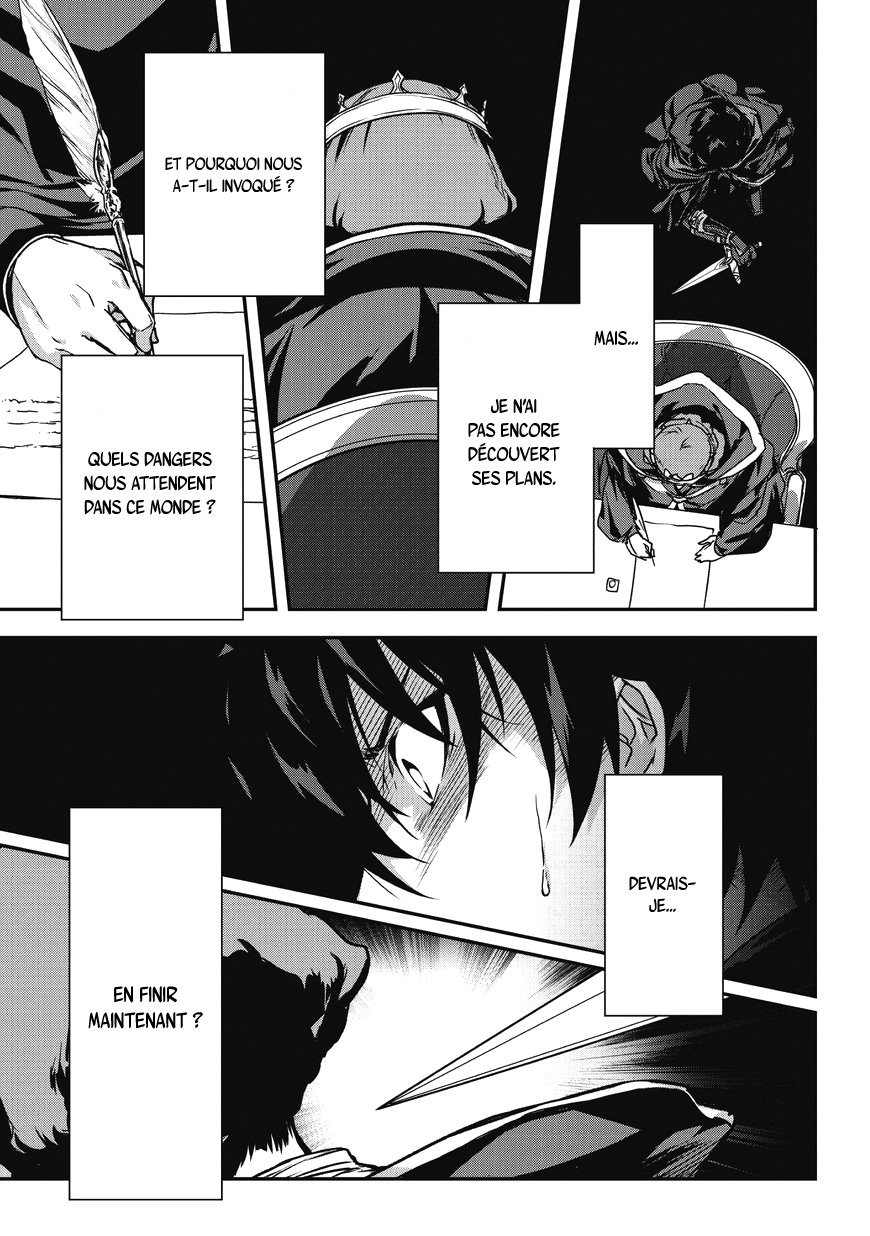 MAIS...
JE N'AI
PAS ENCORE
DÉCOUVERT
SES PLANS.
ET POURQUOI NOUS
A-T-IL INVOQUÉ ?
QUELS DANGERS
NOUS ATTENDENT
DANS CE MONDE ?
DEVRAIS-
JE...
EN FINIR
MAINTENANT ?